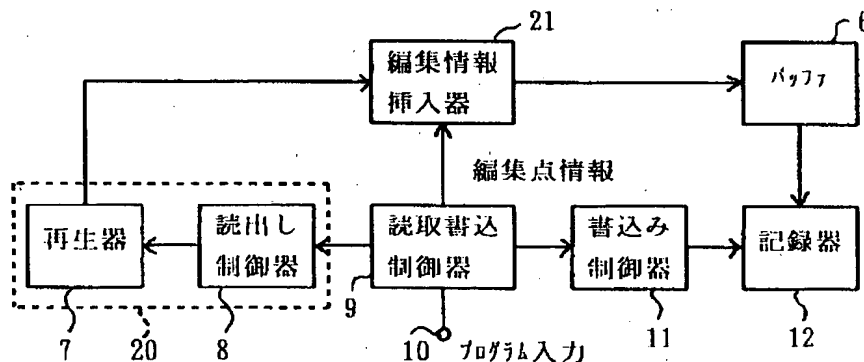 21
編集情報
挿入器
6
バッファ
編集点情報
再生器
読出し
制御器
読取書込
制御器
書込み
制御器
記録器
7
20
8
9
10
プログラム入力
11
12